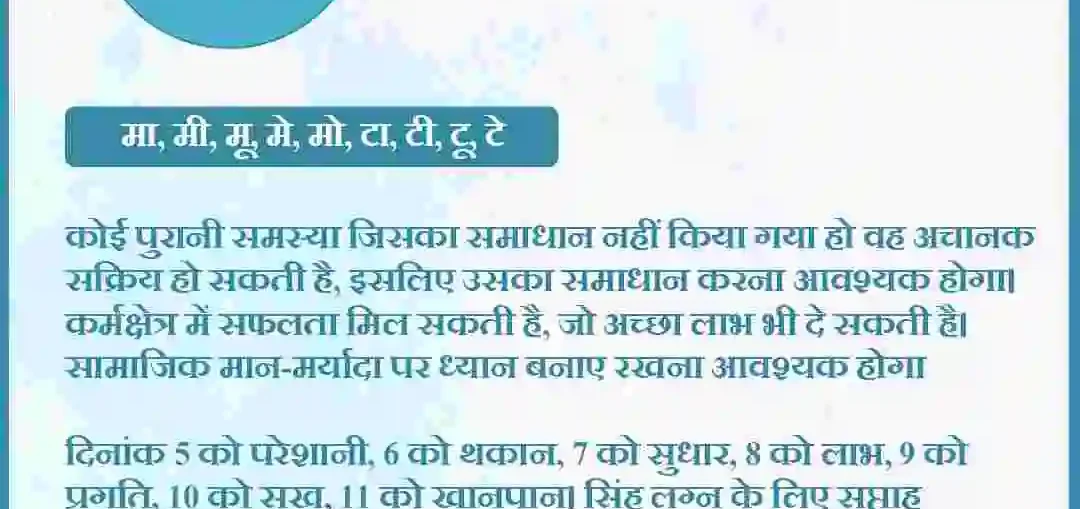 मा, मी, मू, मे, मो, टा, टी, टू, टे
कोई पुरानी समस्या जिसका समाधान नहीं किया गया हो वह अचानक
सक्रिय हो सकती है, इसलिए उसका समाधान करना आवश्यक होगा।
कर्मक्षेत्र में सफलता मिल सकती है, जो अच्छा लाभ भी दे सकती है।
सामाजिक मान-मर्यादा पर ध्यान बनाए रखना आवश्यक होगा
दिनांक 5 को परेशानी, 6 को थकान, 7 को सुधार, 8 को लाभ, 9 को
प्रगति, 10 को सुख, 11 को खानपान। सिंह लग्न के लिए सप्ताह